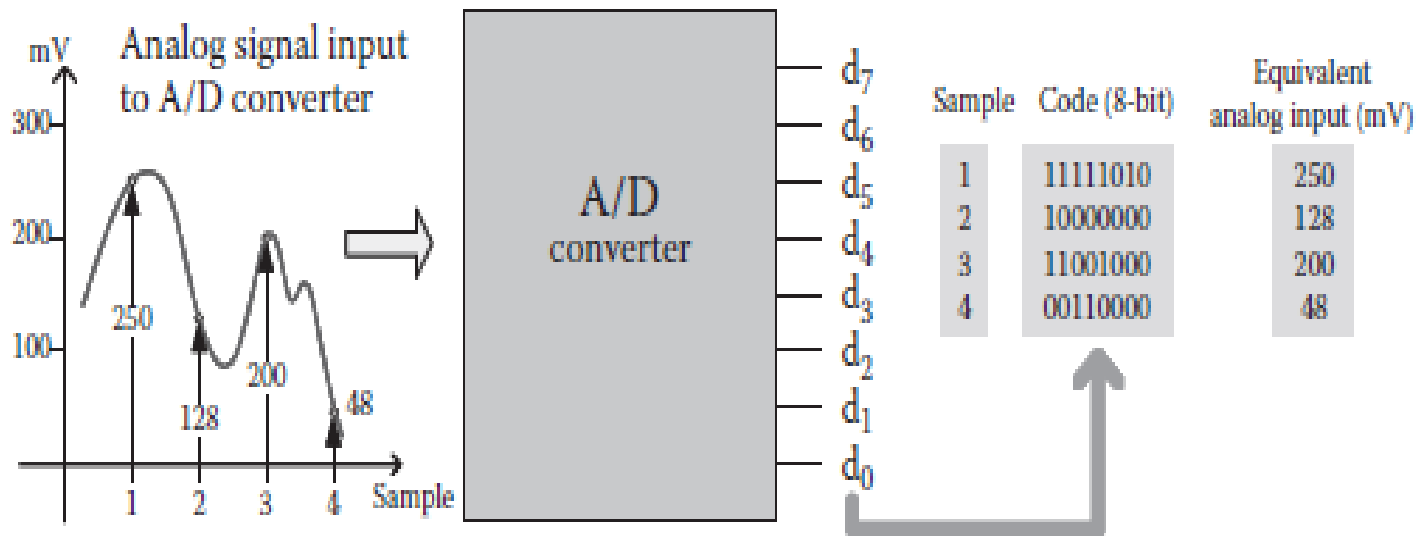 mV
Analog signal input
to A/D converter
300
200
100
250
128
200
48
1 2 3 4 Sample
A/D
converter
d7
d6
d5
d4
d3
d2
d1
d0
Sample Code (8-bit) Equivalent
analog input (mV)
1 11111010 250
2 10000000 128
3 11001000 200
4 00110000 48